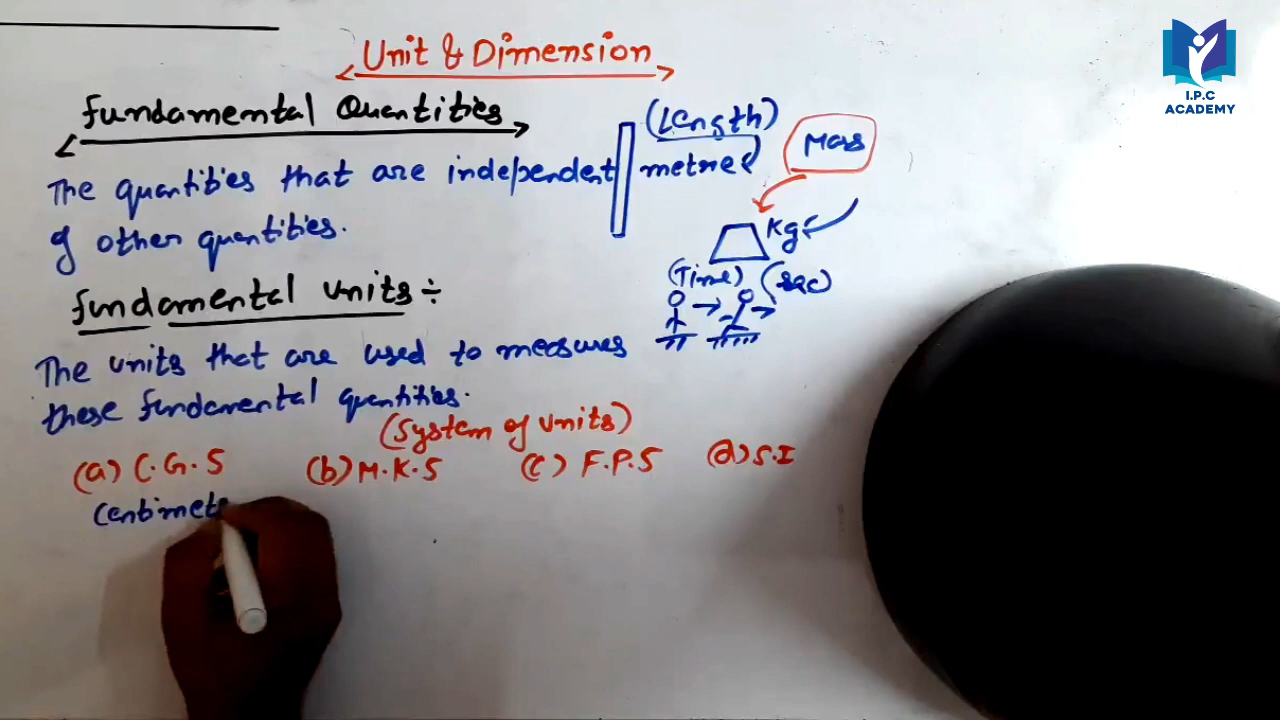 Unit & Dimension
I.P.C
ACADEMY
fundamental Quantities
(Length)
Mass
The quantities that are independent
metre
of other quantities.
Kg
(Time) (sec)
fundamental units ÷
The units that are used to measures
these fundamental quantities.
(System of units)
(a) C.G.S (b) M.K.S (c) F.P.S (d) S.I
Centimet